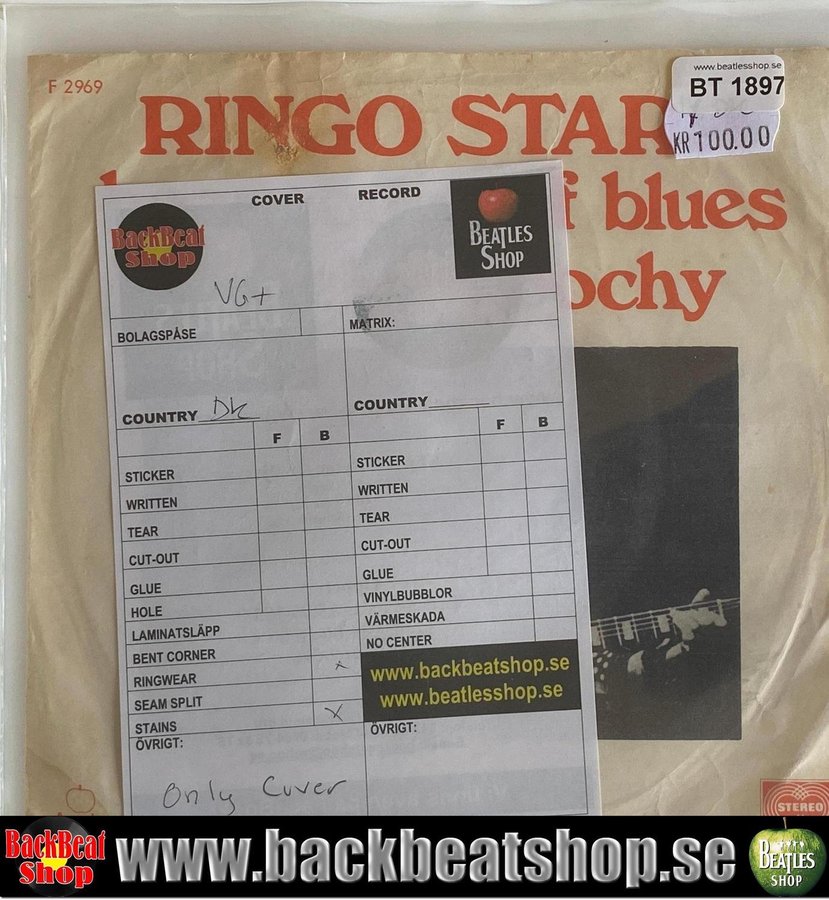 F 2969
www.beatlesshop.se
BT 1897
KR 100.00
RINGO STAR
f blues
ochy
COVER
RECORD
BackBeat
Shop
BEATLES
SHOP
VG+
BOLAGSPÅSE
MATRIX:
COUNTRY DK
COUNTRY
F B
F B
STICKER
STICKER
WRITTEN
WRITTEN
TEAR
TEAR
CUT-OUT
CUT-OUT
GLUE
GLUE
HOLE
VINYLBUBBLOR
LAMINATSLÄPP
VÄRMESKADA
BENT CORNER
NO CENTER
RINGWEAR x
www.backbeatshop.se
SEAM SPLIT
www.beatlesshop.se
STAINS x
ÖVRIGT:
ÖVRIGT:
Only Cover
STEREO
BackBeat
Shop
www.backbeatshop.se
BEATLES
SHOP